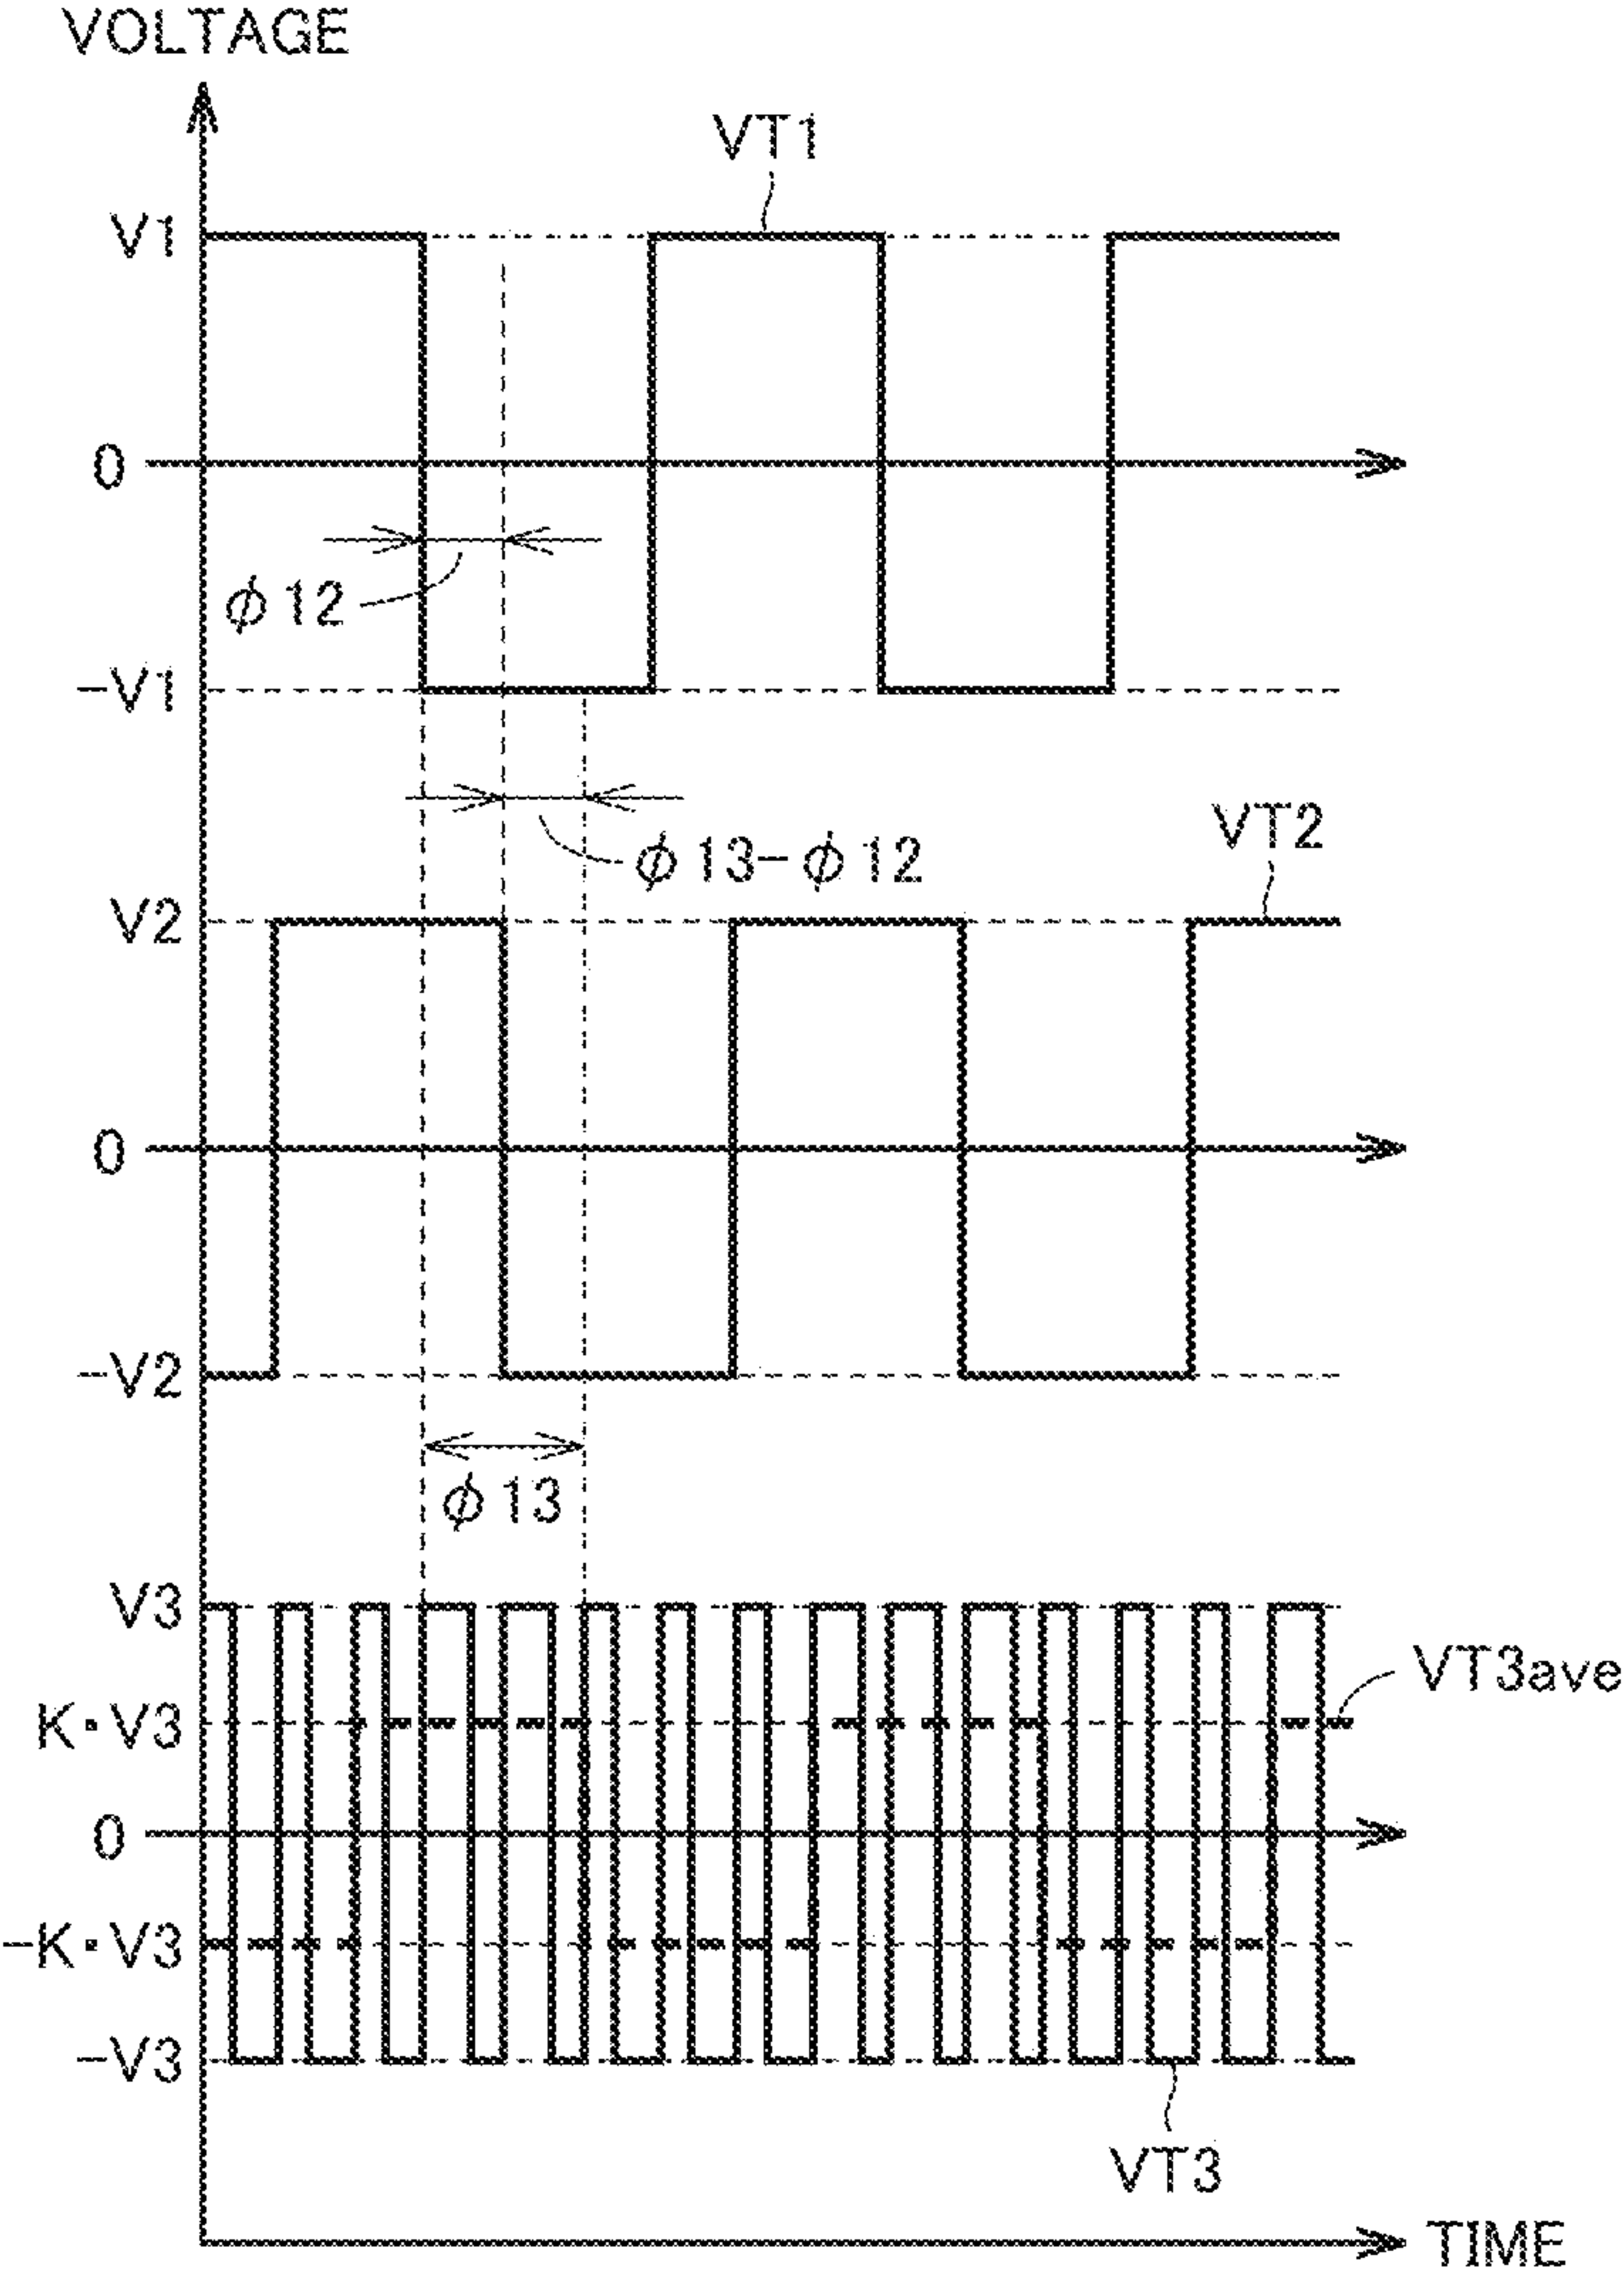 VOLTAGE
VT1
V1
0
ϕ12
-V1
ϕ13-ϕ12
VT2
V2
0
-V2
ϕ13
V3
VT3ave
K·V3
0
-K·V3
-V3
VT3
TIME